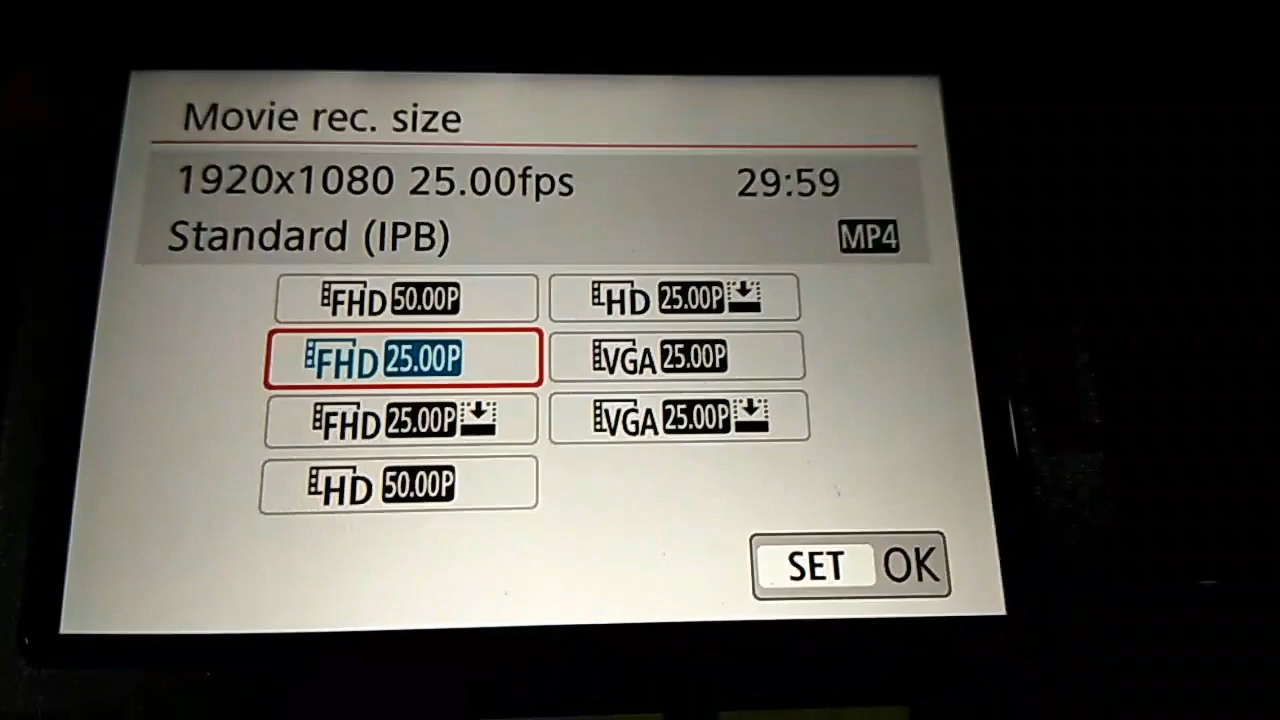 Movie rec. size
1920x1080 25.00fps 29:59
Standard (IPB) MP4
FHD 50.00P HD 25.00P
FHD 25.00P VGA 25.00P
FHD 25.00P VGA 25.00P
HD 50.00P
SET OK